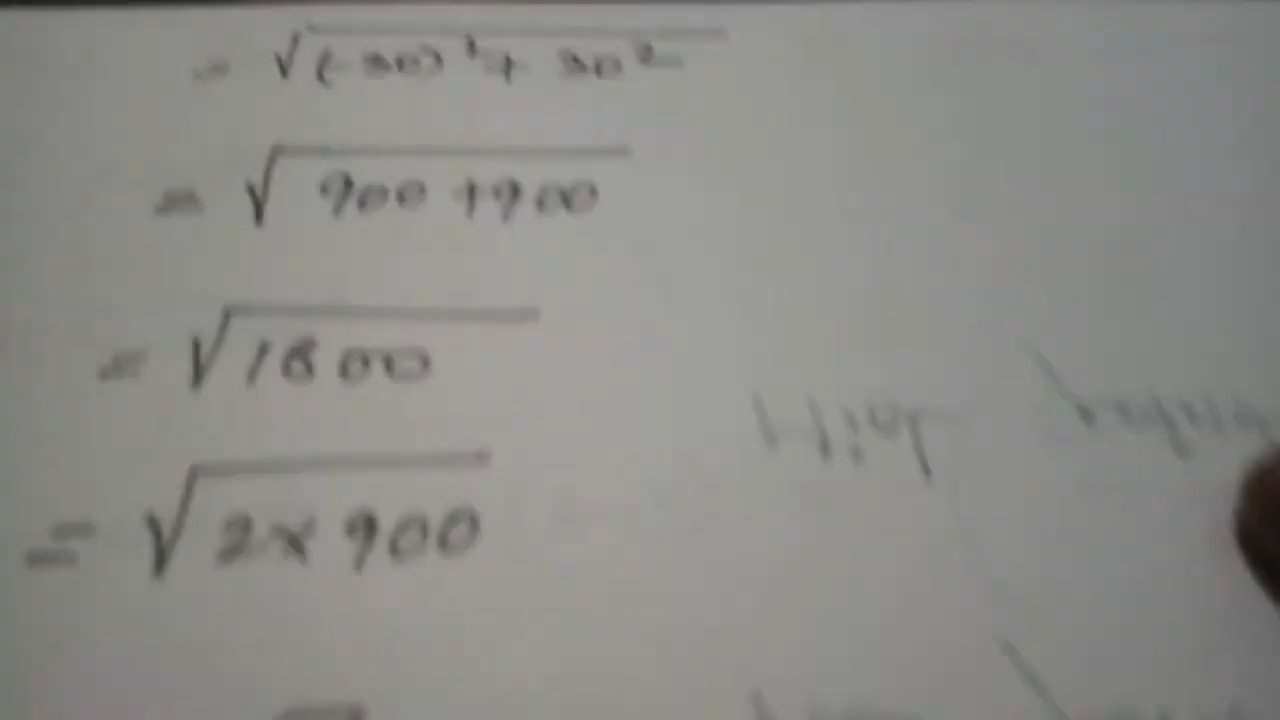 = √(-30)² + 30²
= √900 + 900
= √1800
= √2 x 900